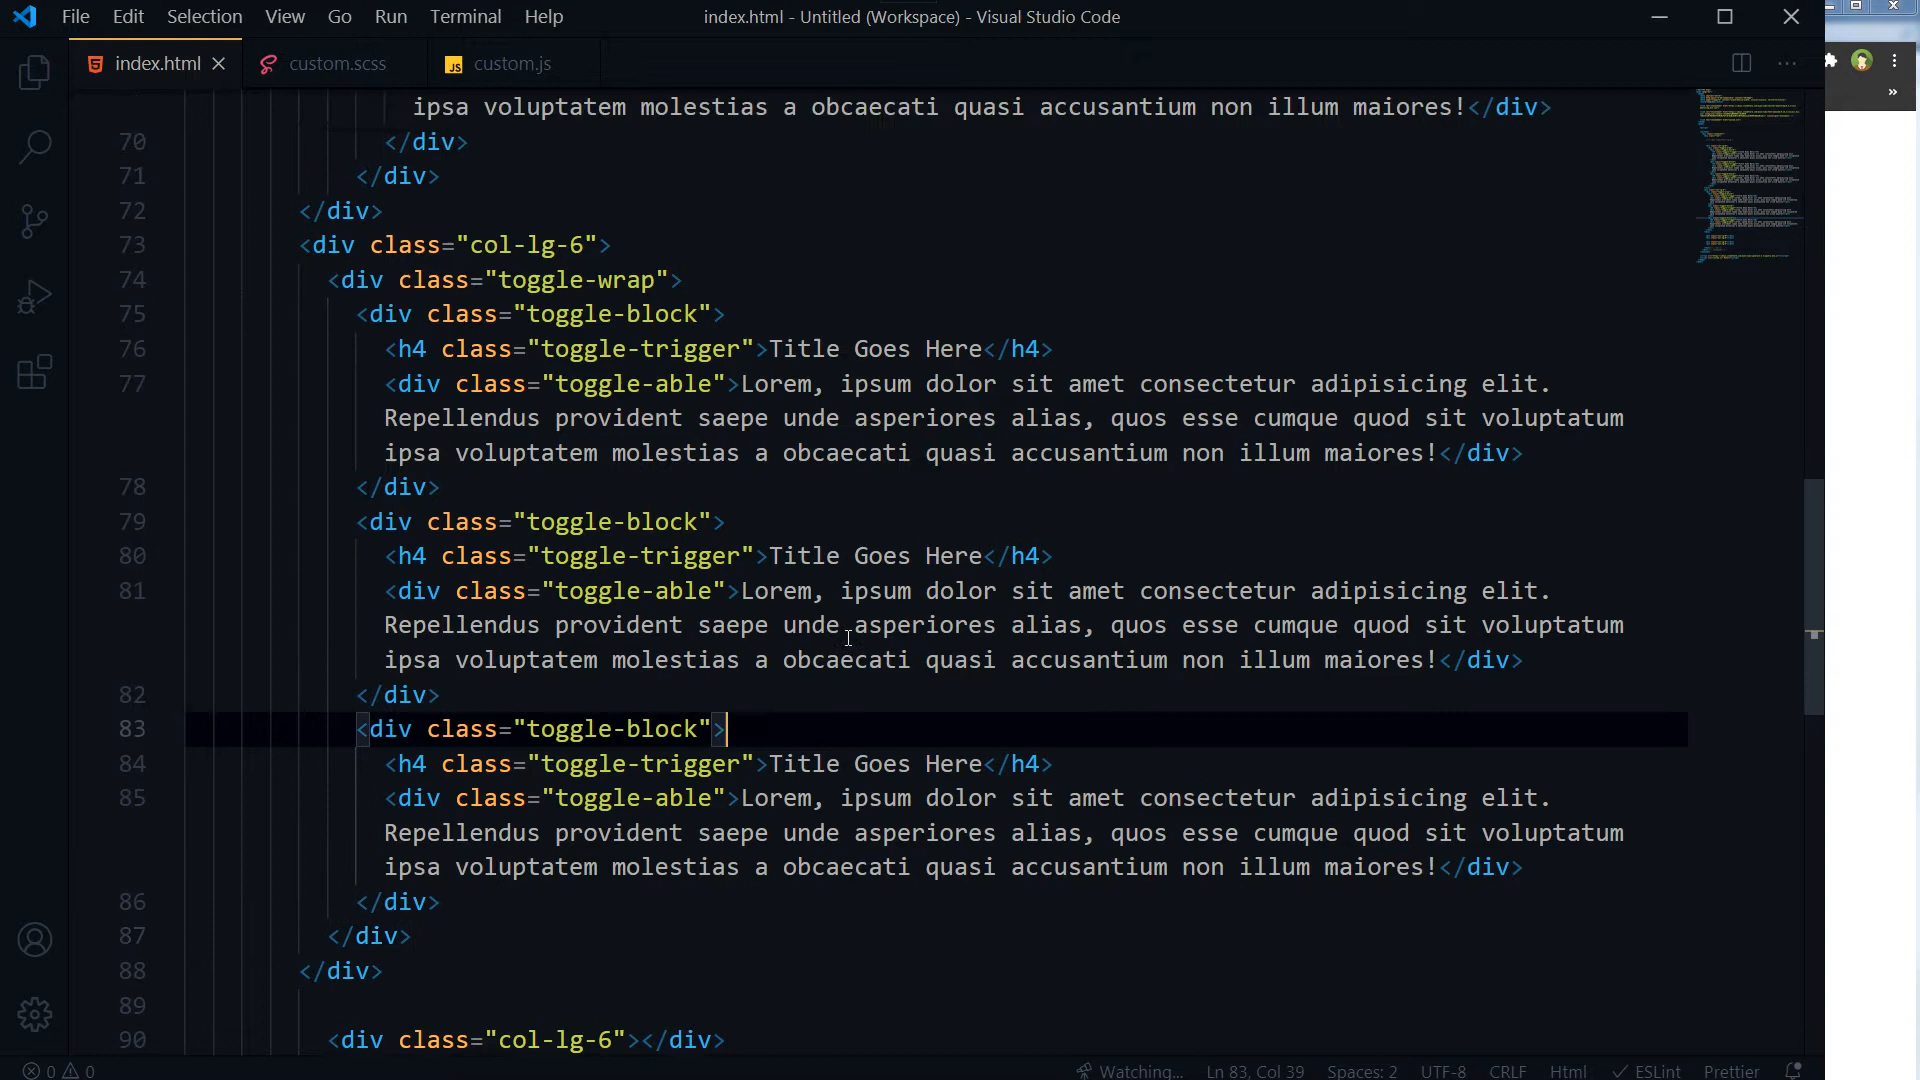 File Edit Selection View Go Run Terminal Help index.html - Untitled (Workspace) - Visual Studio Code
index.html custom.scss JS custom.js
ipsa voluptatem molestias a obcaecati quasi accusantium non illum maiores!</div>
70 </div>
71 </div>
72 </div>
73 <div class="col-lg-6">
74 <div class="toggle-wrap">
75 <div class="toggle-block">
76 <h4 class="toggle-trigger">Title Goes Here</h4>
77 <div class="toggle-able">Lorem, ipsum dolor sit amet consectetur adipisicing elit.
Repellendus provident saepe unde asperiores alias, quos esse cumque quod sit voluptatum
ipsa voluptatem molestias a obcaecati quasi accusantium non illum maiores!</div>
78 </div>
79 <div class="toggle-block">
80 <h4 class="toggle-trigger">Title Goes Here</h4>
81 <div class="toggle-able">Lorem, ipsum dolor sit amet consectetur adipisicing elit.
Repellendus provident saepe unde asperiores alias, quos esse cumque quod sit voluptatum
ipsa voluptatem molestias a obcaecati quasi accusantium non illum maiores!</div>
82 </div>
83 <div class="toggle-block">
84 <h4 class="toggle-trigger">Title Goes Here</h4>
85 <div class="toggle-able">Lorem, ipsum dolor sit amet consectetur adipisicing elit.
Repellendus provident saepe unde asperiores alias, quos esse cumque quod sit voluptatum
ipsa voluptatem molestias a obcaecati quasi accusantium non illum maiores!</div>
86 </div>
87 </div>
88 </div>
89
90 <div class="col-lg-6"></div>
0 0 Watching... Ln 83, Col 39 Spaces: 2 UTF-8 CRLF Html ESLint Prettier